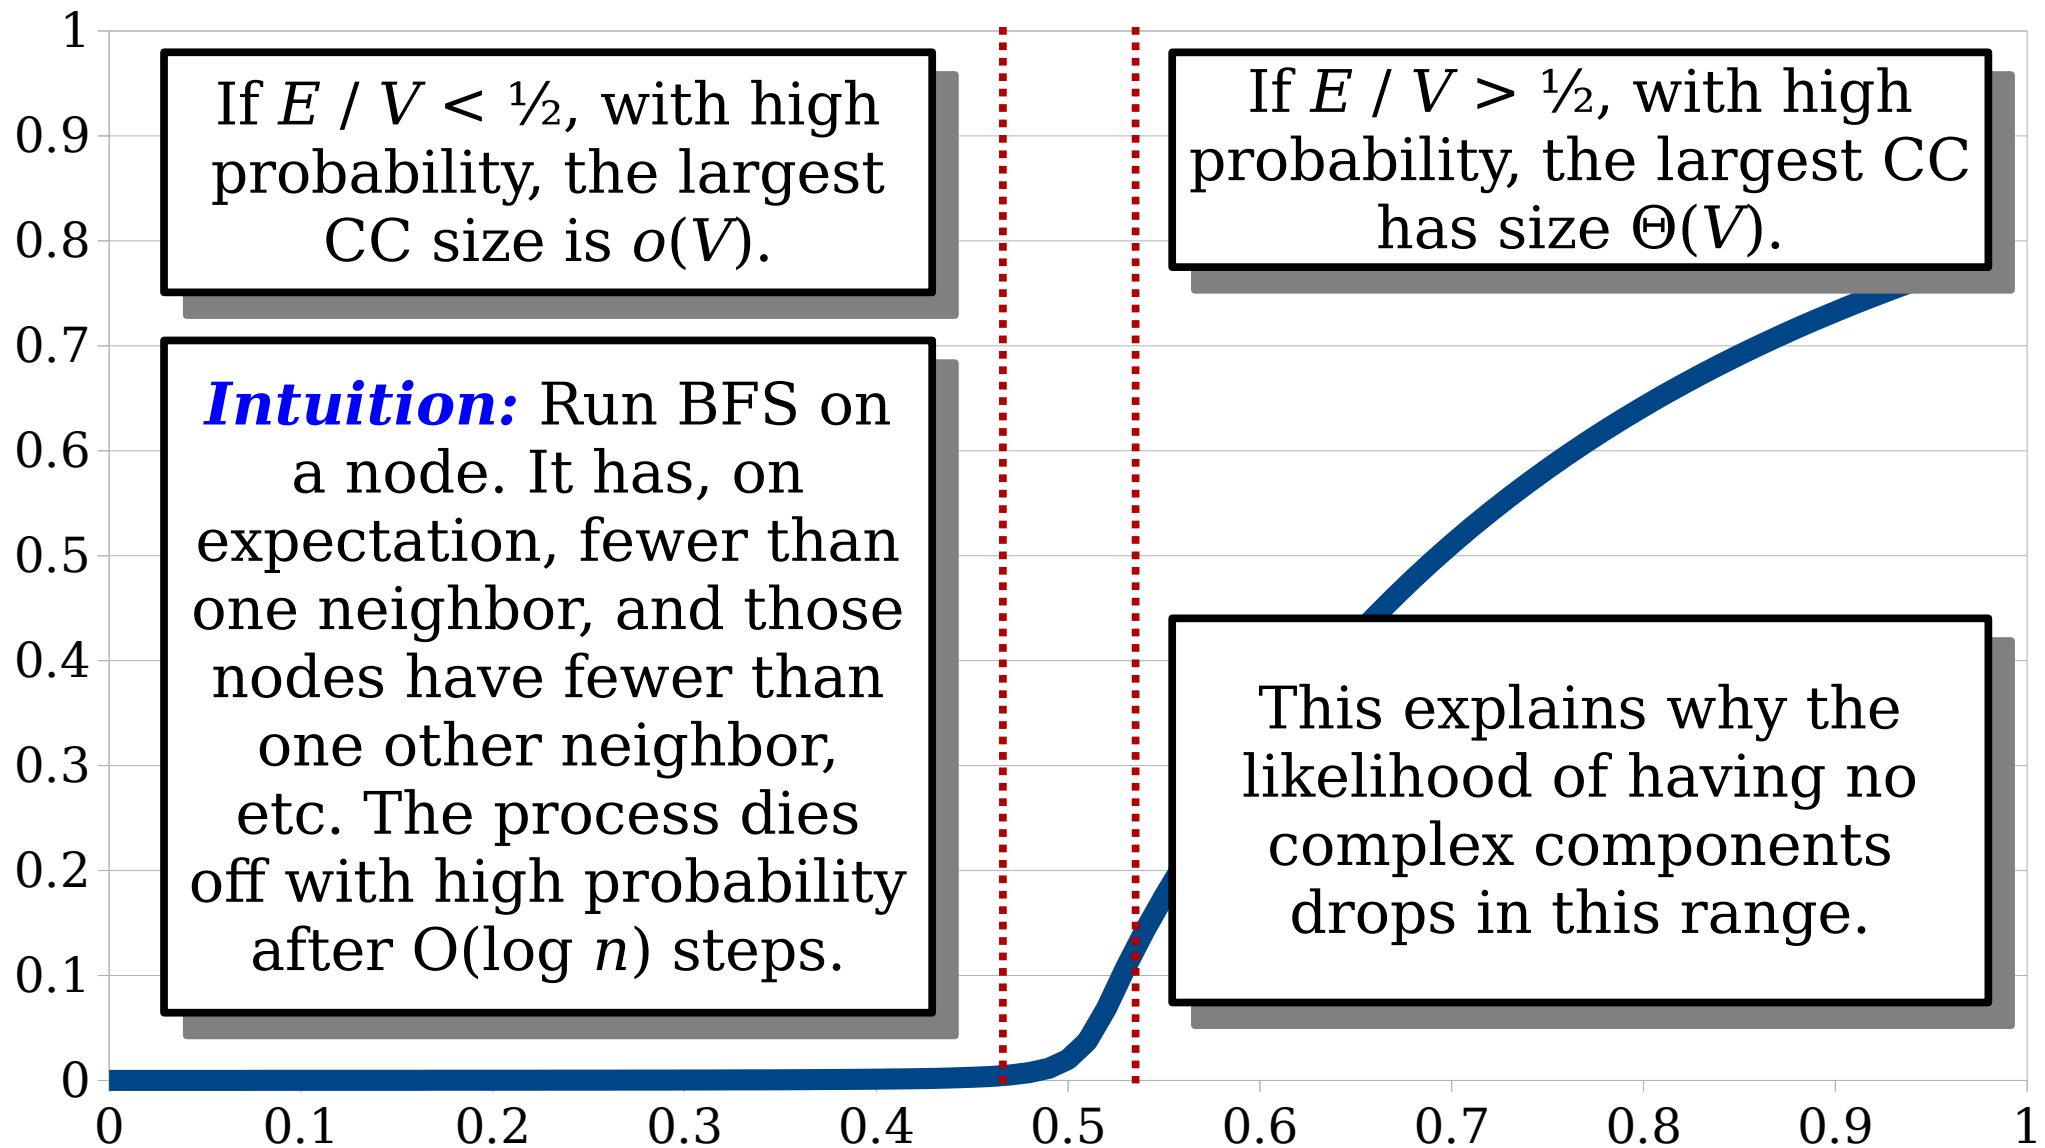 1
0.9
0.8
0.7
0.6
0.5
0.4
0.3
0.2
0.1
0
If E / V < ½, with high
probability, the largest
CC size is o(V).
Intuition: Run BFS on
a node. It has, on
expectation, fewer than
one neighbor, and those
nodes have fewer than
one other neighbor,
etc. The process dies
off with high probability
after O(log n) steps.
If E / V > ½, with high
probability, the largest CC
has size Θ(V).
This explains why the
likelihood of having no
complex components
drops in this range.
0 0.1 0.2 0.3 0.4 0.5 0.6 0.7 0.8 0.9 1